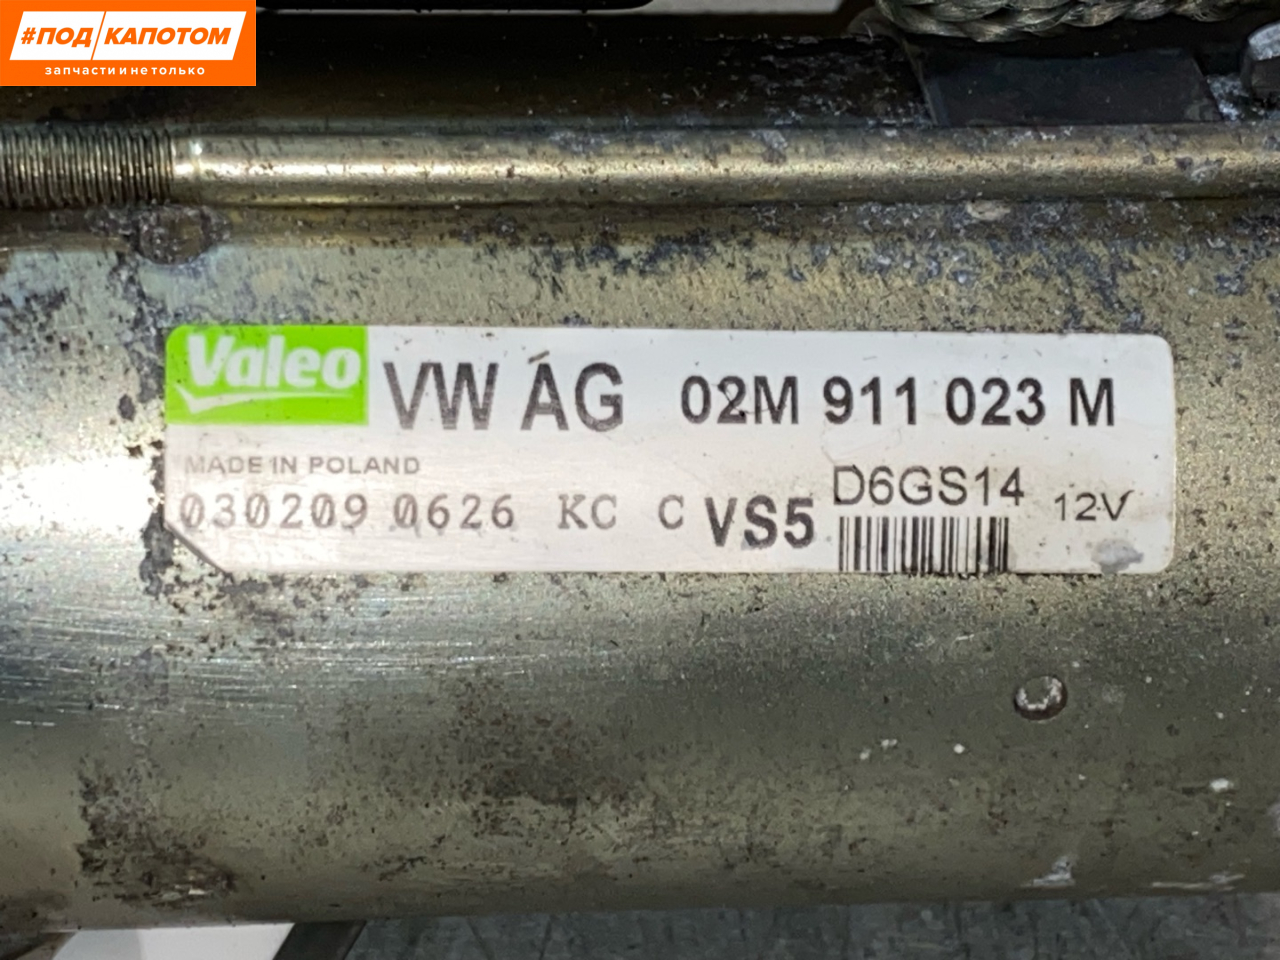 #ПОД КАПОТОМ
запчасти и не только
Valeo VW AG 02M 911 023 M
MADE IN POLAND
030209 0626 KC C VS5 D6GS14 12V